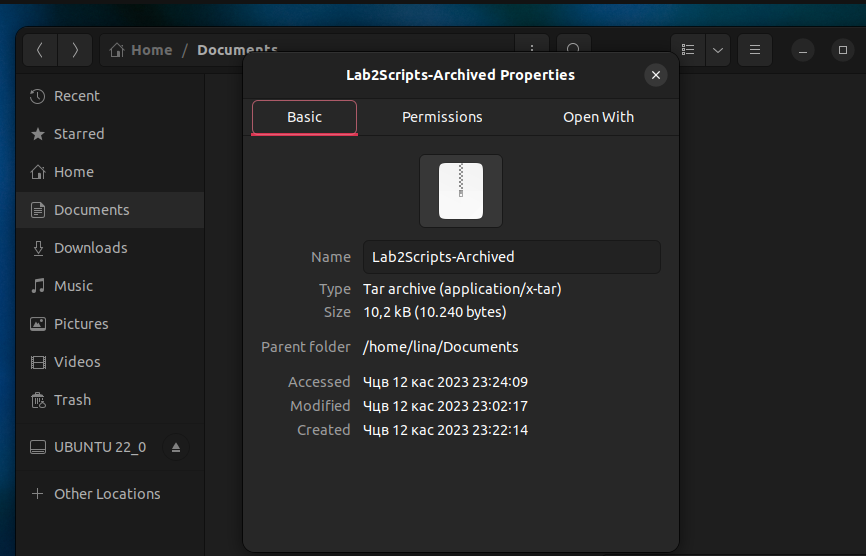 Home / Documents
Lab2Scripts-Archived Properties
Basic
Permissions
Open With
Recent
Starred
Home
Documents
Downloads
Music
Pictures
Videos
Trash
UBUNTU 22_0
Other Locations
Name Lab2Scripts-Archived
Type Tar archive (application/x-tar)
Size 10,2 kB (10.240 bytes)
Parent folder /home/lina/Documents
Accessed Чцв 12 кас 2023 23:24:09
Modified Чцв 12 кас 2023 23:02:17
Created Чцв 12 кас 2023 23:22:14